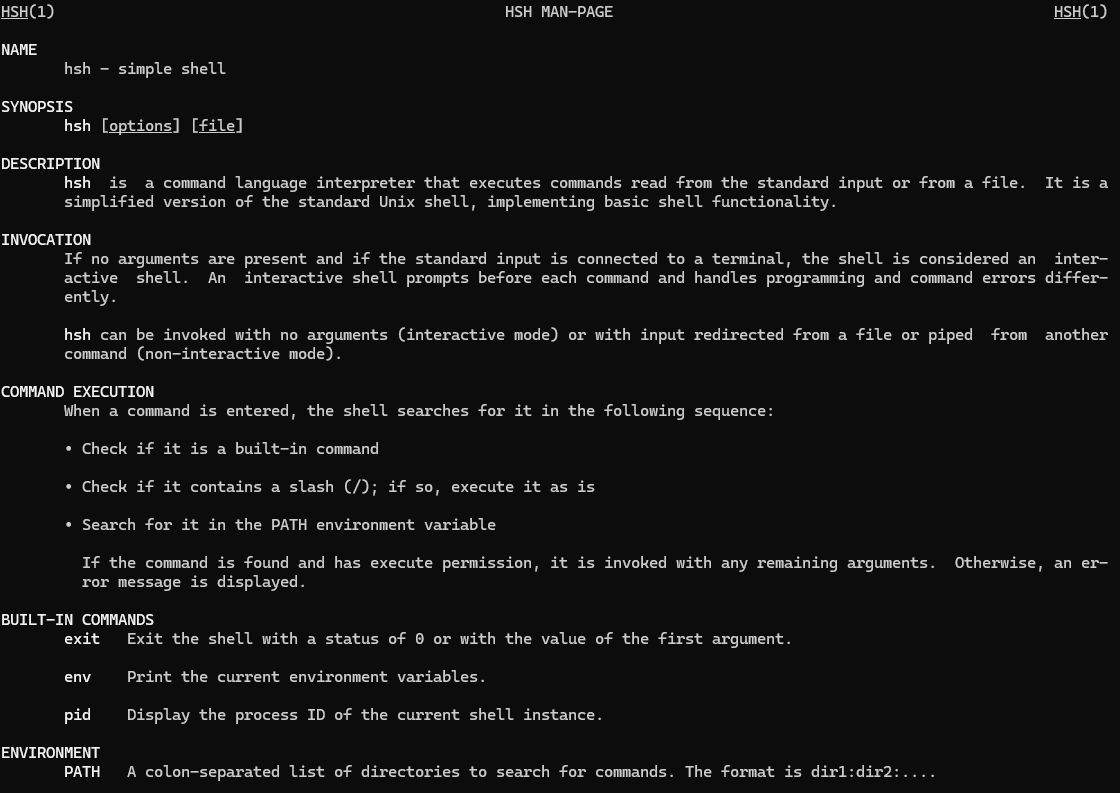 HSH(1) HSH MAN-PAGE HSH(1)
NAME
hsh - simple shell
SYNOPSIS
hsh [options] [file]
DESCRIPTION
hsh is a command language interpreter that executes commands read from the standard input or from a file. It is a
simplified version of the standard Unix shell, implementing basic shell functionality.
INVOCATION
If no arguments are present and if the standard input is connected to a terminal, the shell is considered an inter-
active shell. An interactive shell prompts before each command and handles programming and command errors differ-
ently.
hsh can be invoked with no arguments (interactive mode) or with input redirected from a file or piped from another
command (non-interactive mode).
COMMAND EXECUTION
When a command is entered, the shell searches for it in the following sequence:
• Check if it is a built-in command
• Check if it contains a slash (/); if so, execute it as is
• Search for it in the PATH environment variable
If the command is found and has execute permission, it is invoked with any remaining arguments. Otherwise, an er-
ror message is displayed.
BUILT-IN COMMANDS
exit Exit the shell with a status of 0 or with the value of the first argument.
env Print the current environment variables.
pid Display the process ID of the current shell instance.
ENVIRONMENT
PATH A colon-separated list of directories to search for commands. The format is dir1:dir2:....